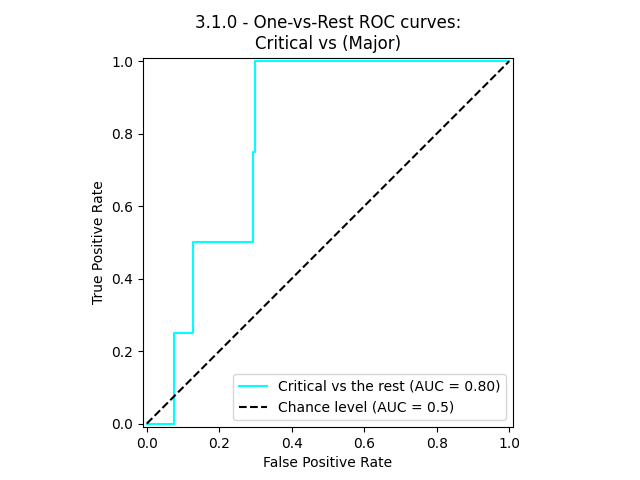 3.1.0 - One-vs-Rest ROC curves:
Critical vs (Major)
1.0
0.8
0.6
0.4
0.2
0.0
True Positive Rate
Critical vs the rest (AUC = 0.80)
Chance level (AUC = 0.5)
0.0 0.2 0.4 0.6 0.8 1.0
False Positive Rate